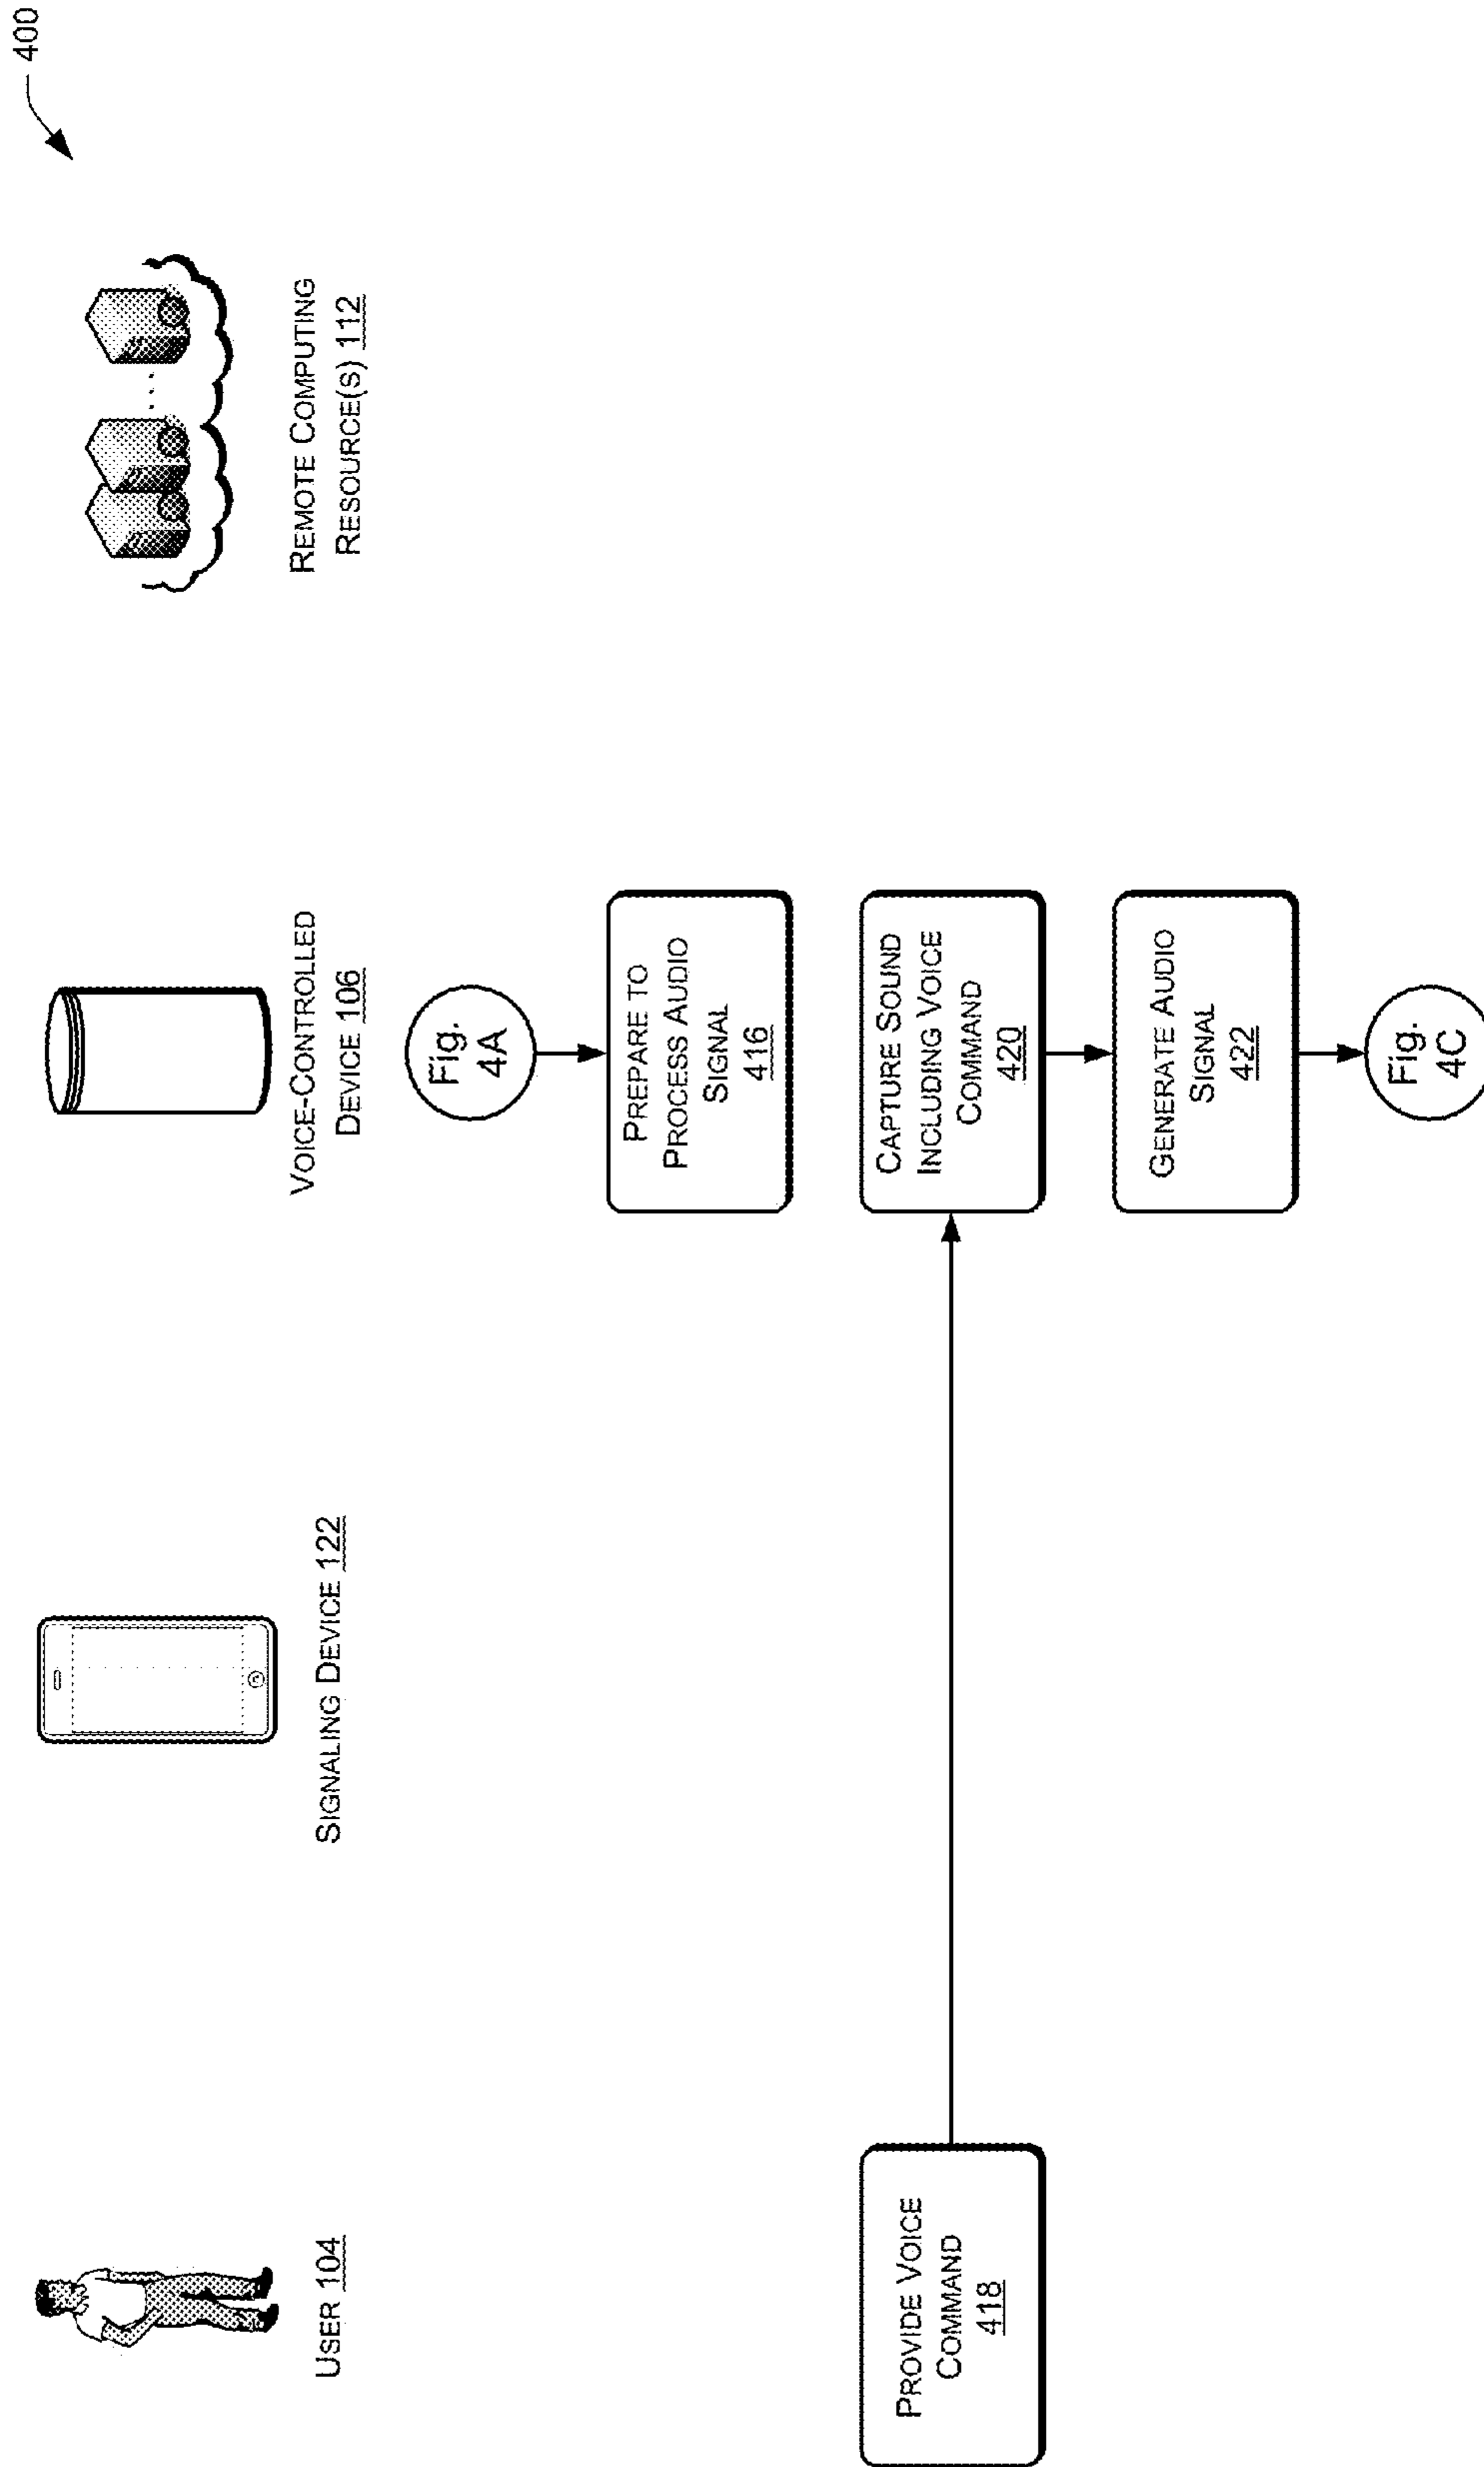 400
USER 104
SIGNALING DEVICE 122
VOICE-CONTROLLED
DEVICE 106
REMOTE COMPUTING
RESOURCE(S) 112
Fig.
4A
PREPARE TO
PROCESS AUDIO
SIGNAL
416
PROVIDE VOICE
COMMAND
418
CAPTURE SOUND
INCLUDING VOICE
COMMAND
420
GENERATE AUDIO
SIGNAL
422
Fig.
4C